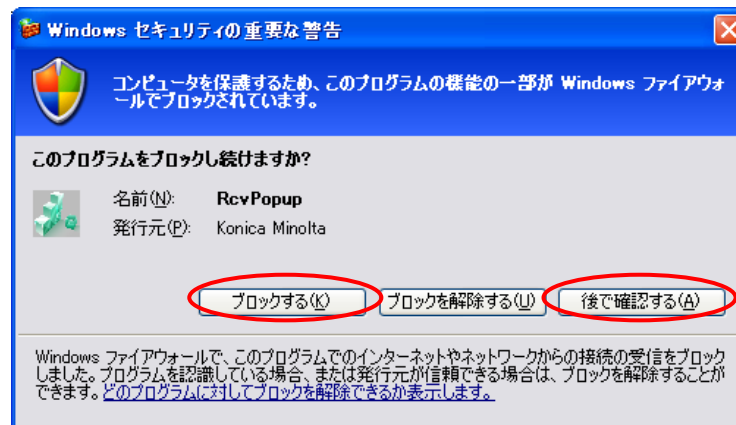 Windows セキュリティの重要な警告
コンピュータを保護するため、このプログラムの機能の一部が Windows ファイアウォ
ールでブロックされています。
このプログラムをブロックし続けますか?
名前(N): RcvPopup
発行元(P): Konica Minolta
ブロックする(K) ブロックを解除する(U) 後で確認する(A)
Windows ファイアウォールで、このプログラムでのインターネットやネットワークからの接続の受信をブロック
しました。プログラムを認識している場合、または発行元が信頼できる場合は、ブロックを解除することが
できます。どのプログラムに対してブロックを解除できるか表示します。